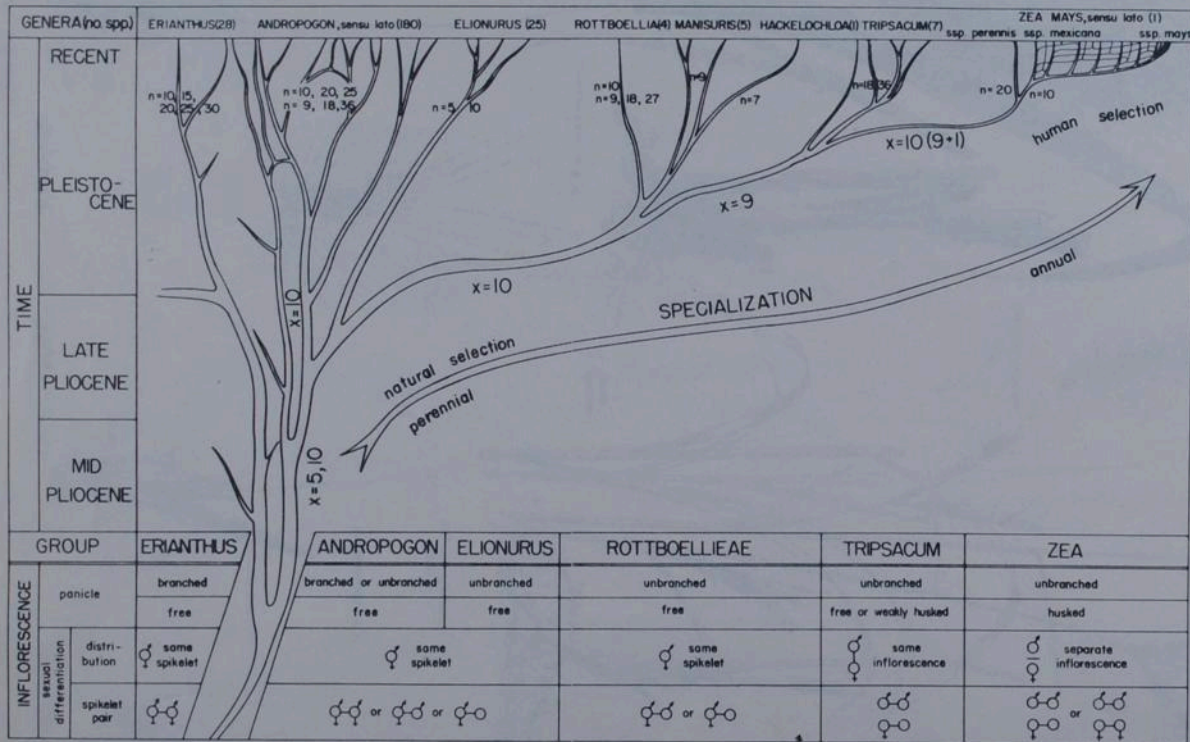 GENERA(no. spp.) ERIANTHUS(28) ANDROPOGON, sensu lato (180) ELIONURUS (25) ROTTBOELLIA(4) MANISURIS(5) HACKELOCHLOA(1) TRIPSACUM(7) ZEA MAYS, sensu lato (1)
ssp. perennis ssp. mexicana ssp. mays
RECENT
n=10, 15,
20, 25, 30
n=10, 20, 25
n= 9, 18, 36
n=5, 10
n=10
n=9, 18, 27
n=9
n=7
n=18, 36
n=20
n=10
human selection
x=10(9+1)
TIME
PLEISTO-
CENE
x=9
x=10
x=10
annual
SPECIALIZATION
LATE
PLIOCENE
natural selection
perennial
MID
PLIOCENE
x=5,10
GROUP ERIANTHUS ANDROPOGON ELIONURUS ROTTBOELLIEAE TRIPSACUM ZEA
INFLORESCENCE
panicle branched branched or unbranched unbranched unbranched unbranched unbranched
free free free free free or weakly husked husked
sexual
differentiation
distri-
bution
same
spikelet
same
spikelet
same
spikelet
same
inflorescence
separate
inflorescence
spikelet
pair
or or
or
or